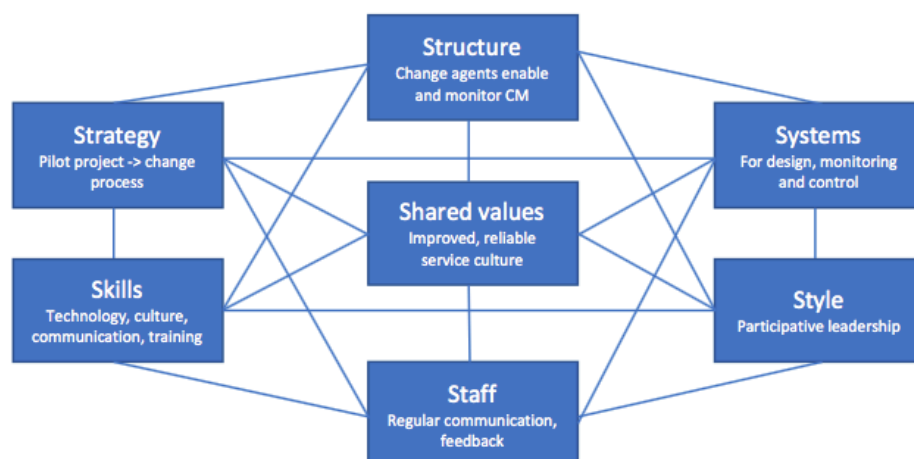 Structure
Change agents enable
and monitor CM
Strategy
Pilot project -> change
process
Systems
For design, monitoring
and control
Shared values
Improved, reliable
service culture
Skills
Technology, culture,
communication, training
Style
Participative leadership
Staff
Regular communication,
feedback